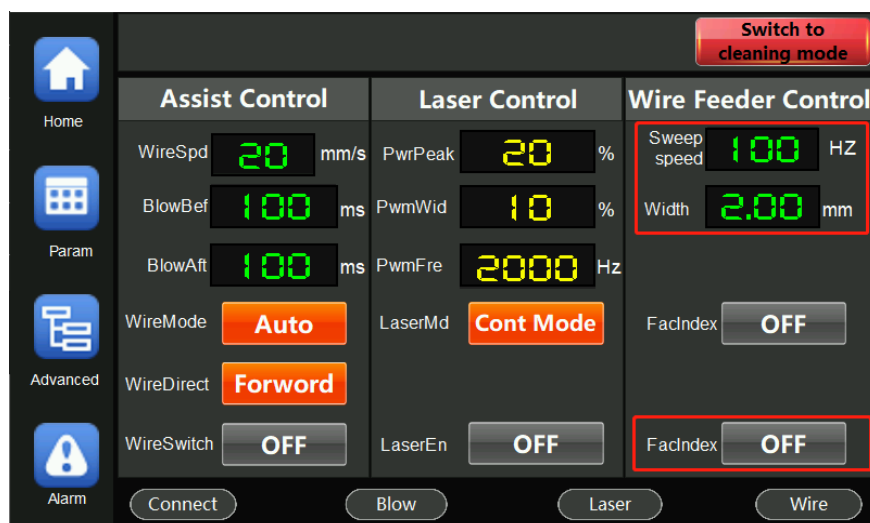 Switch to
cleaning mode
Home
Param
Advanced
Alarm
Assist Control
WireSpd 20 mm/s
BlowBef 100 ms
BlowAft 100 ms
WireMode Auto
WireDirect Forword
WireSwitch OFF
Laser Control
PwrPeak 20 %
PwmWid 10 %
PwmFre 2000 Hz
LaserMd Cont Mode
LaserEn OFF
Wire Feeder Control
Sweep
speed 100 HZ
Width 2.00 mm
FacIndex OFF
FacIndex OFF
Connect Blow Laser Wire